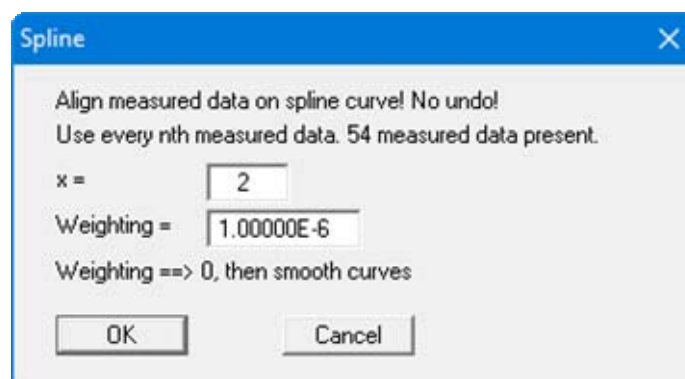 Spline
Align measured data on spline curve! No undo!
Use every nth measured data. 54 measured data present.
x = 2
Weighting = 1.00000E-6
Weighting ==> 0, then smooth curves
OK Cancel